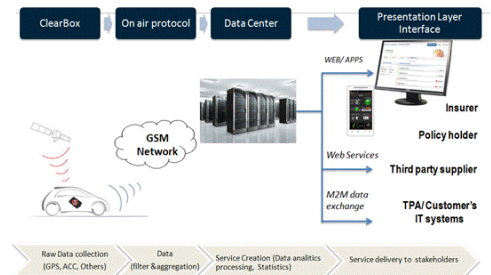 ClearBox
On air protocol
Data Center
Presentation Layer
Interface
WEB/ APPS
GSM
Network
Insurer
Policy holder
Web Services
Third party supplier
M2M data
exchange
TPA/ Customer's
IT systems
Raw Data collection
(GPS, ACC, Others)
Data
(filter &aggregation)
Service Creation (Data analitics
processing, Statistics)
Service delivery to stakeholders